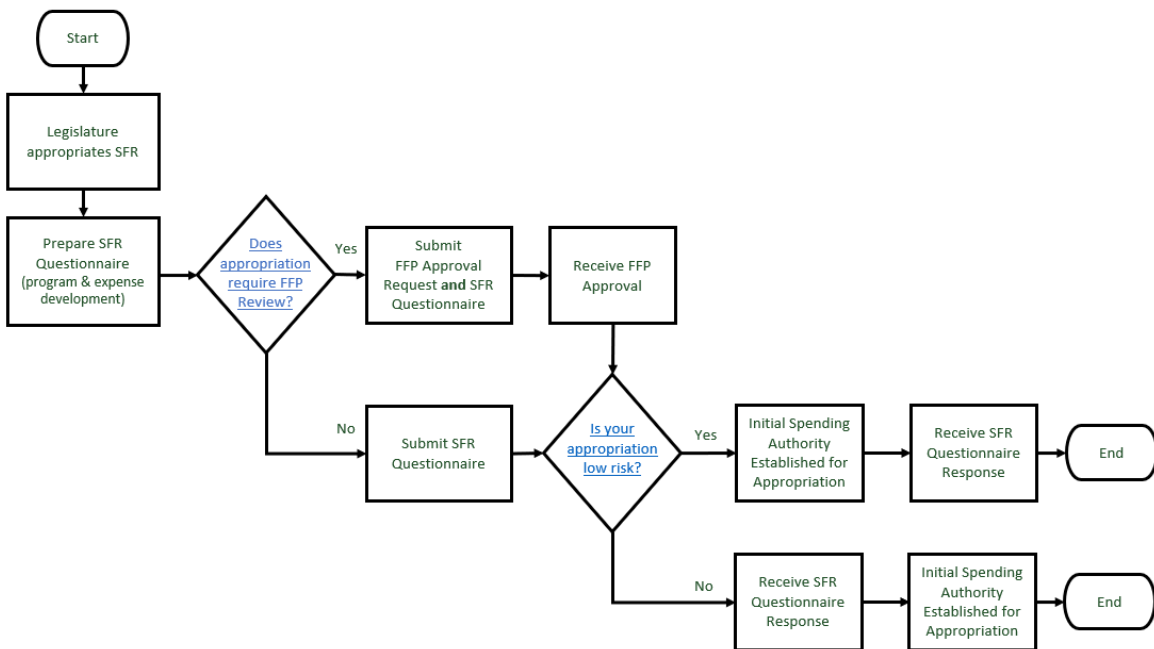 Start
Legislature
appropriates SFR
Prepare SFR
Questionnaire
(program & expense
development)
Does
appropriation
require FFP
Review?
Yes
Submit
FFP Approval
Request and SFR
Questionnaire
Receive FFP
Approval
No
Submit SFR
Questionnaire
Is your
appropriation
low risk?
Yes
Initial Spending
Authority
Established for
Appropriation
Receive SFR
Questionnaire
Response
End
No
Receive SFR
Questionnaire
Response
Initial Spending
Authority
Established for
Appropriation
End